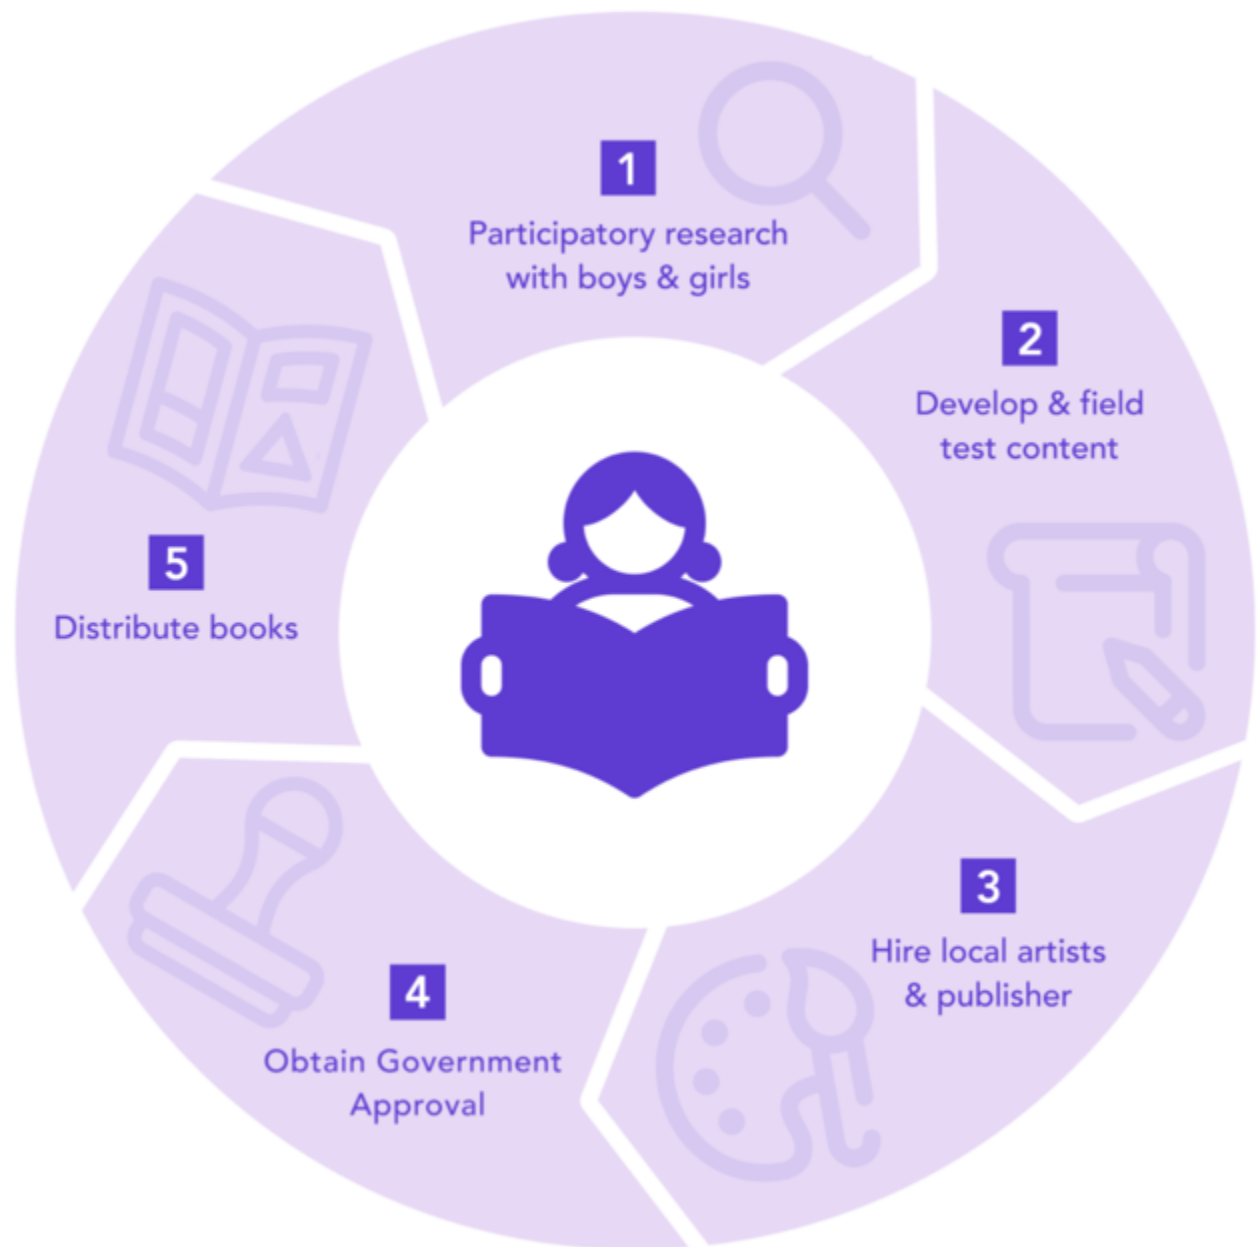 1
Participatory research
with boys & girls
2
Develop & field
test content
3
Hire local artists
& publisher
4
Obtain Government
Approval
5
Distribute books